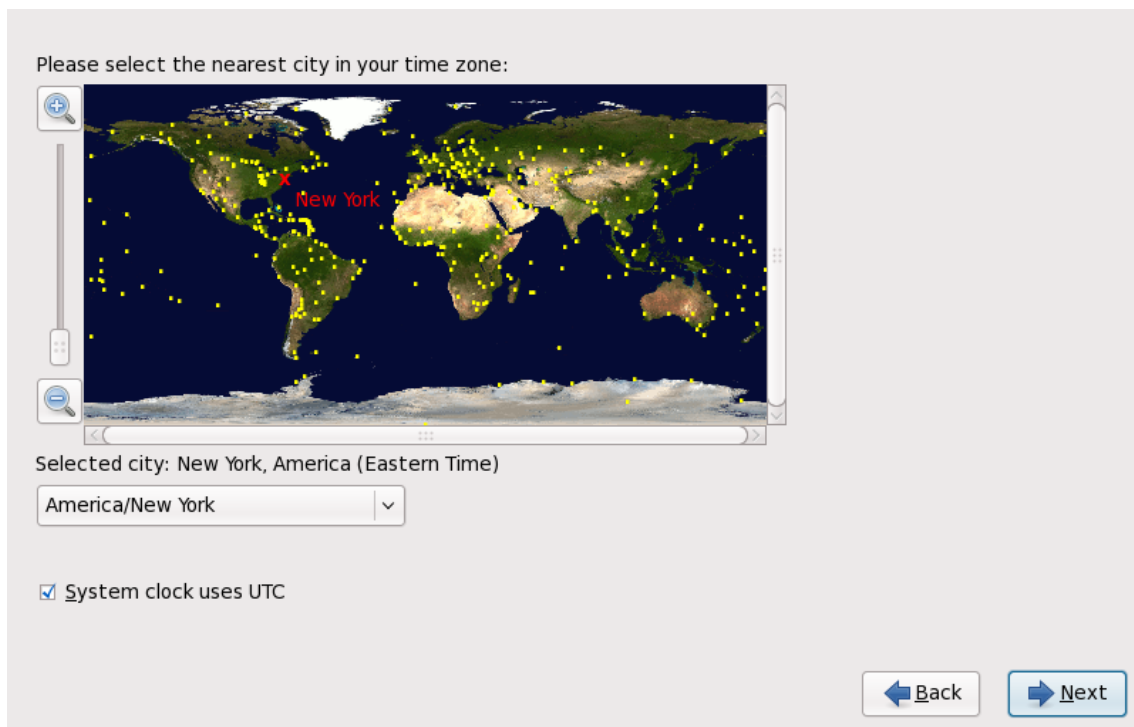 Please select the nearest city in your time zone:
New York
Selected city: New York, America (Eastern Time)
America/New York
System clock uses UTC
Back
Next